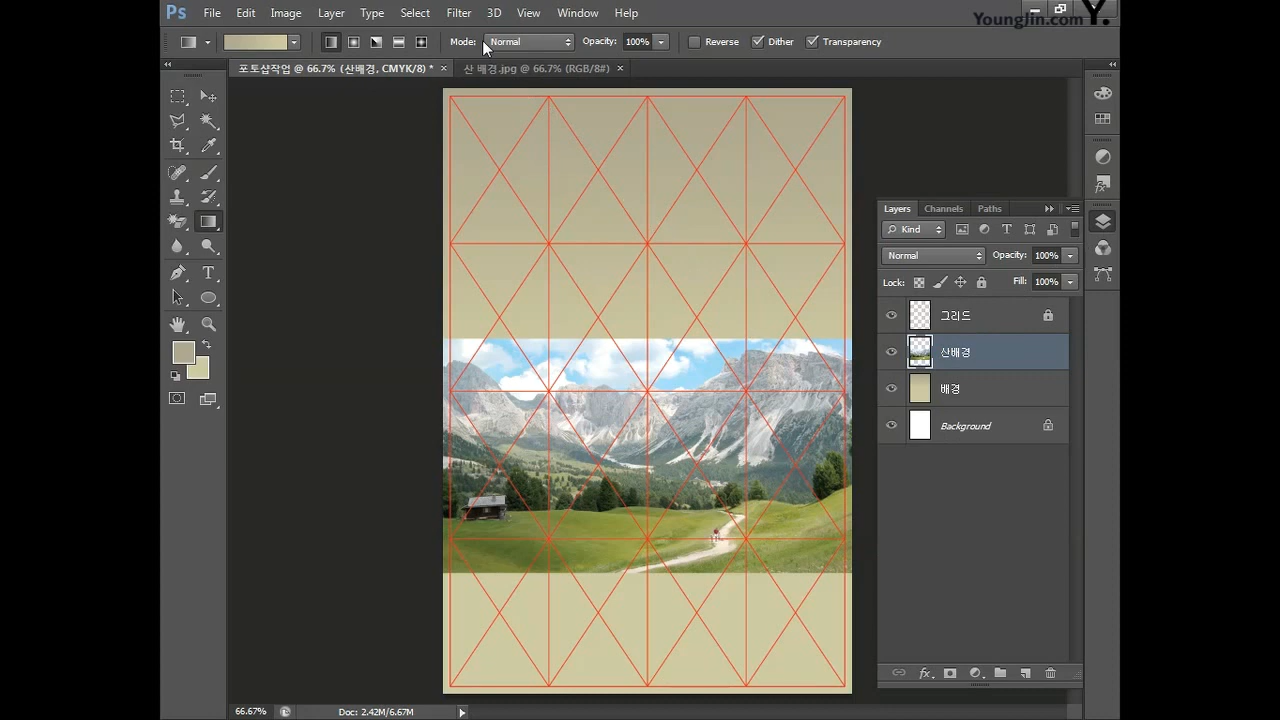 Ps File Edit Image Layer Type Select Filter 3D View Window Help
YoungJin.com Y.
Mode: Normal Opacity: 100% Reverse Dither Transparency
포토샵작업 @ 66.7% (산배경, CMYK/8) * × 산 배경.jpg @ 66.7% (RGB/8#) ×
Layers Channels Paths
Kind
Normal Opacity: 100%
Lock: Fill: 100%
그리드
산배경
배경
Background
fx
66.67% Doc: 2.42M/6.67M